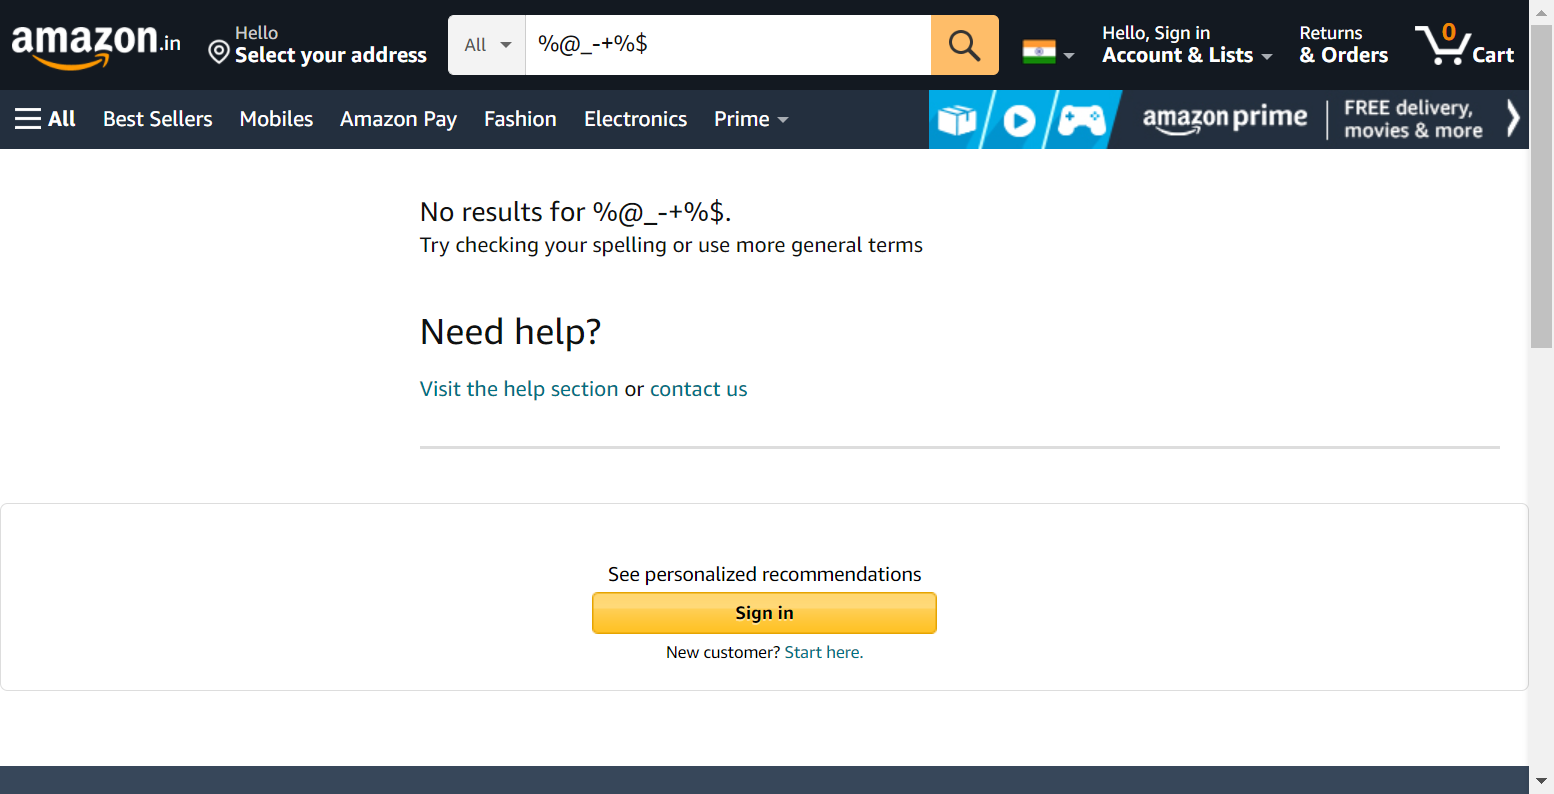 amazon.in
Hello
Select your address
All
%@_-+%$
Hello, Sign in
Account & Lists
Returns
& Orders
0
Cart
All
Best Sellers
Mobiles
Amazon Pay
Fashion
Electronics
Prime
amazon prime
FREE delivery,
movies & more
No results for %@_-+%$.
Try checking your spelling or use more general terms
Need help?
Visit the help section or contact us
See personalized recommendations
Sign in
New customer? Start here.